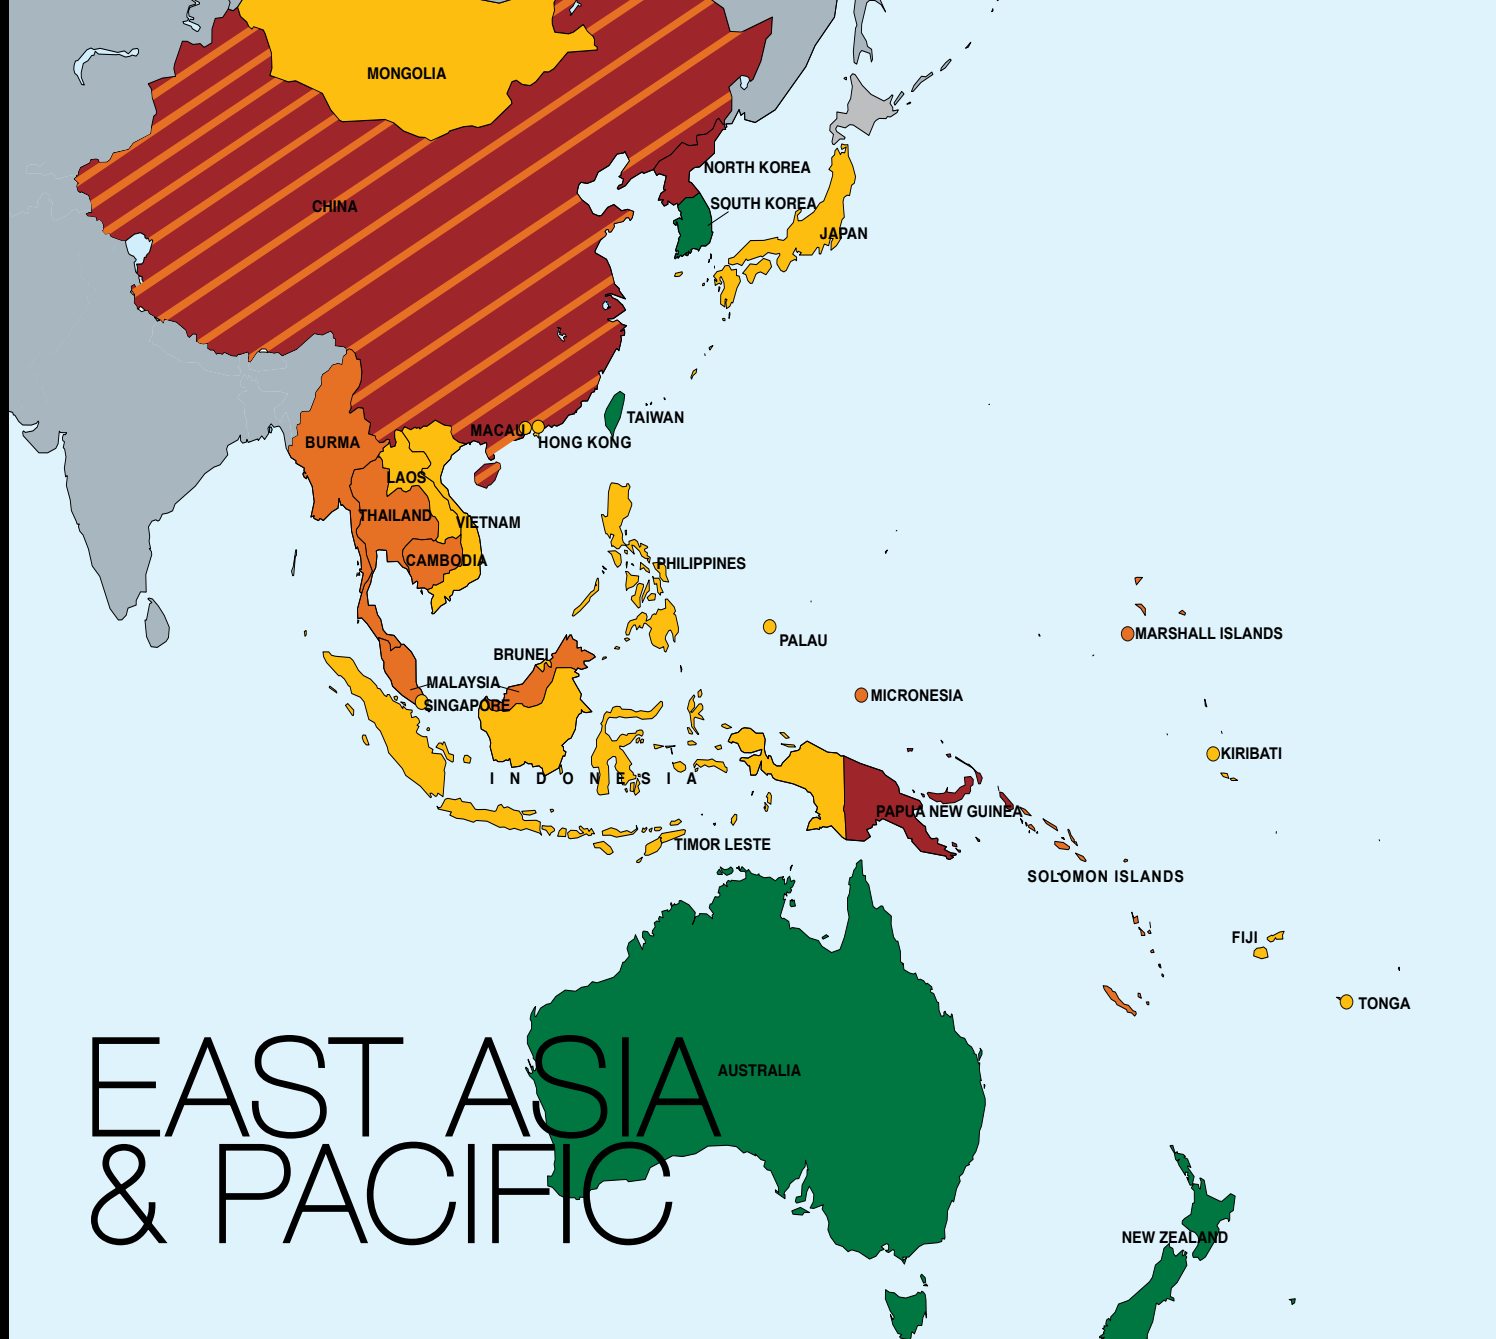 MONGOLIA
NORTH KOREA
SOUTH KOREA
CHINA
JAPAN
TAIWAN
MACAU
HONG KONG
BURMA
LAOS
THAILAND
VIETNAM
CAMBODIA
PHILIPPINES
PALAU
MARSHALL ISLANDS
BRUNEI
MALAYSIA
MICRONESIA
SINGAPORE
KIRIBATI
INDONESIA
PAPUA NEW GUINEA
TIMOR LESTE
SOLOMON ISLANDS
FIJI
TONGA
AUSTRALIA
EAST ASIA
& PACIFIC
NEW ZEALAND